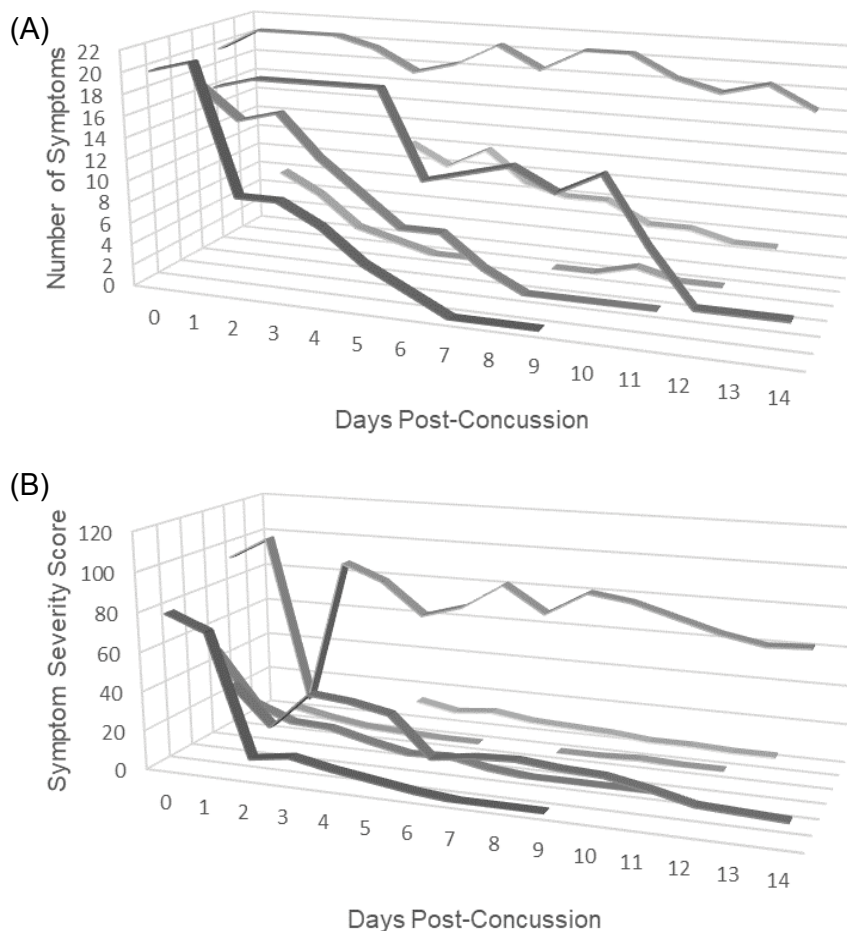 (A)
Number of Symptoms
22
20
18
16
14
12
10
8
6
4
2
0
0 1 2 3 4 5 6 7 8 9 10 11 12 13 14
Days Post-Concussion
(B)
Symptom Severity Score
120
100
80
60
40
20
0
0 1 2 3 4 5 6 7 8 9 10 11 12 13 14
Days Post-Concussion